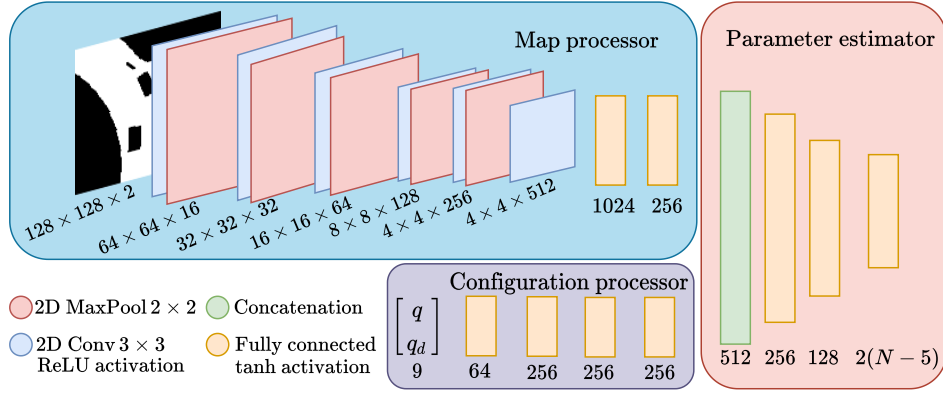 Map processor
128 × 128 × 2
64 × 64 × 16
32 × 32 × 32
16 × 16 × 64
8 × 8 × 128
4 × 4 × 256
4 × 4 × 512
1024
256
Parameter estimator
512
256
128
2(N − 5)
Configuration processor
q
q_d
9
64
256
256
256
2D MaxPool 2 × 2
Concatenation
2D Conv 3 × 3
ReLU activation
Fully connected
tanh activation